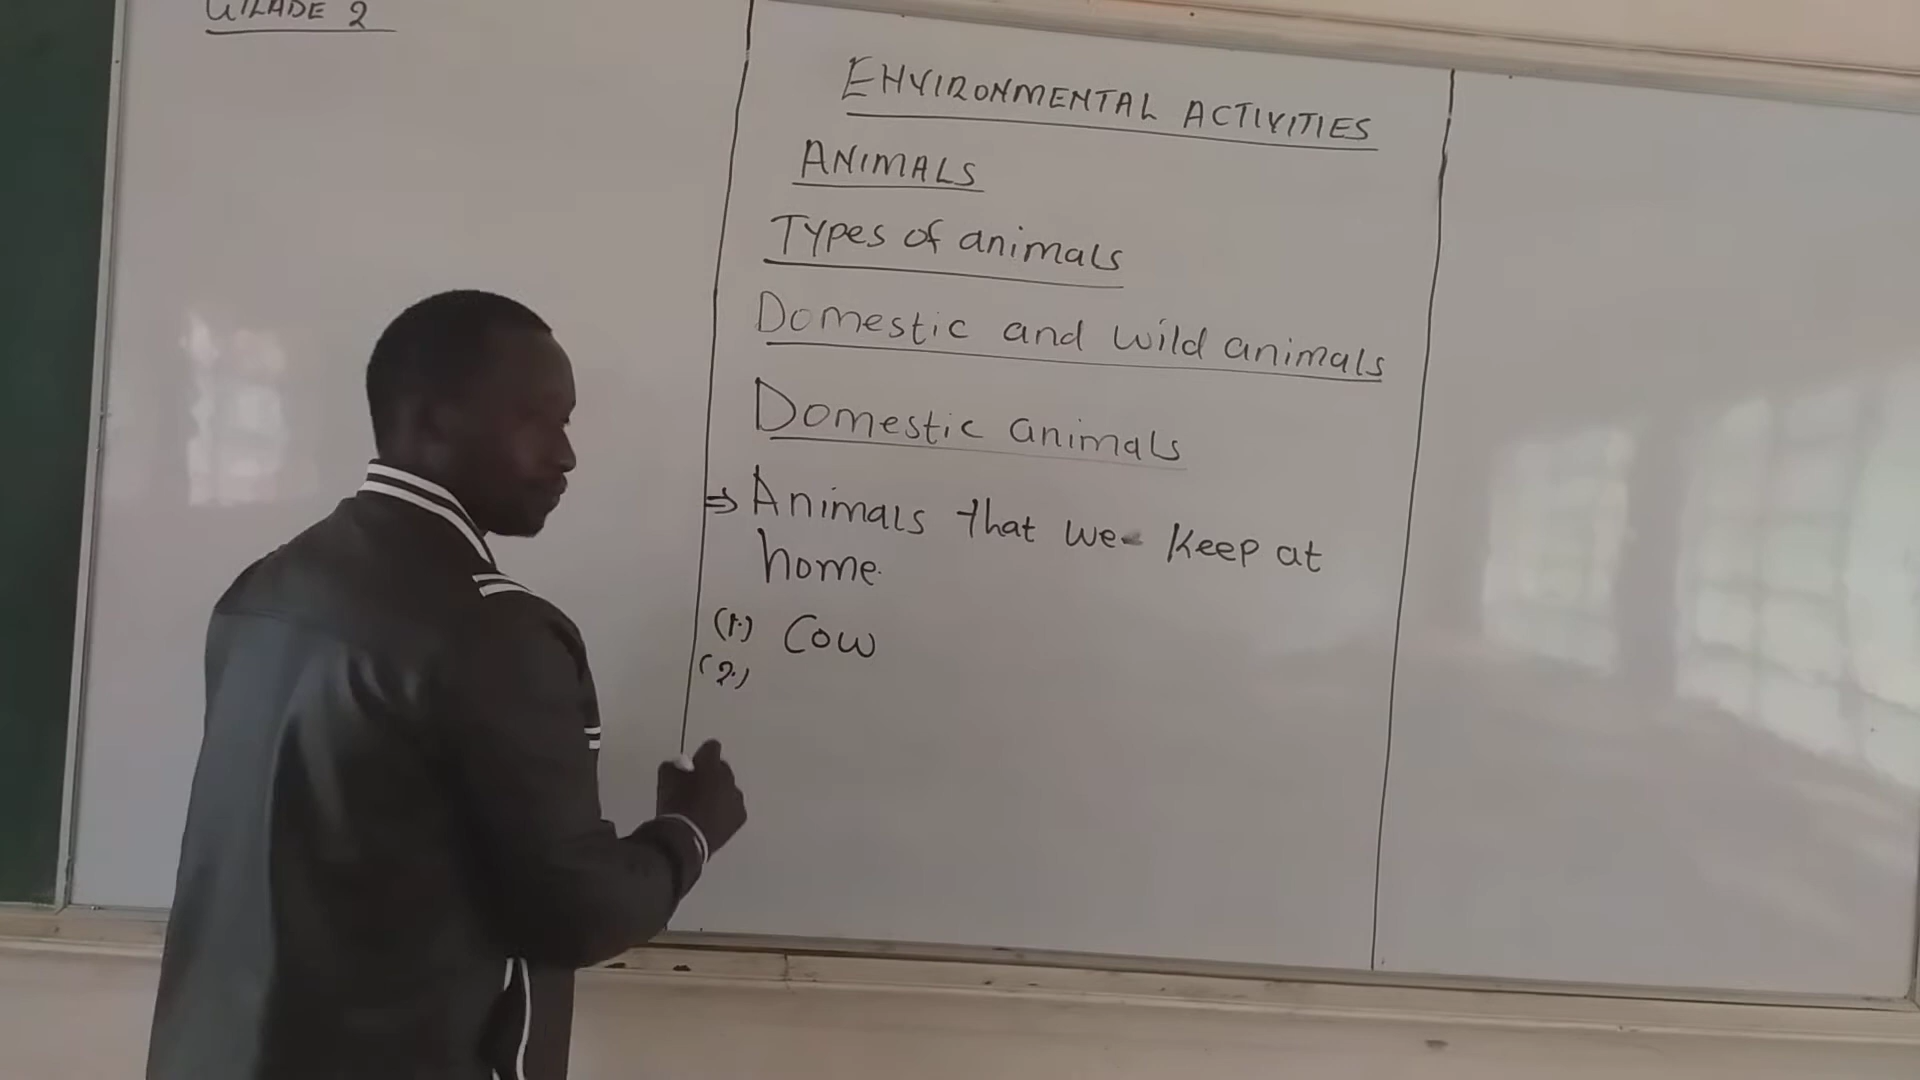 GRADE 2
ENVIRONMENTAL ACTIVITIES
ANIMALS
Types of animals
Domestic and wild animals
Domestic animals
⇒ Animals that we keep at
home.
(1.) Cow
(2.)